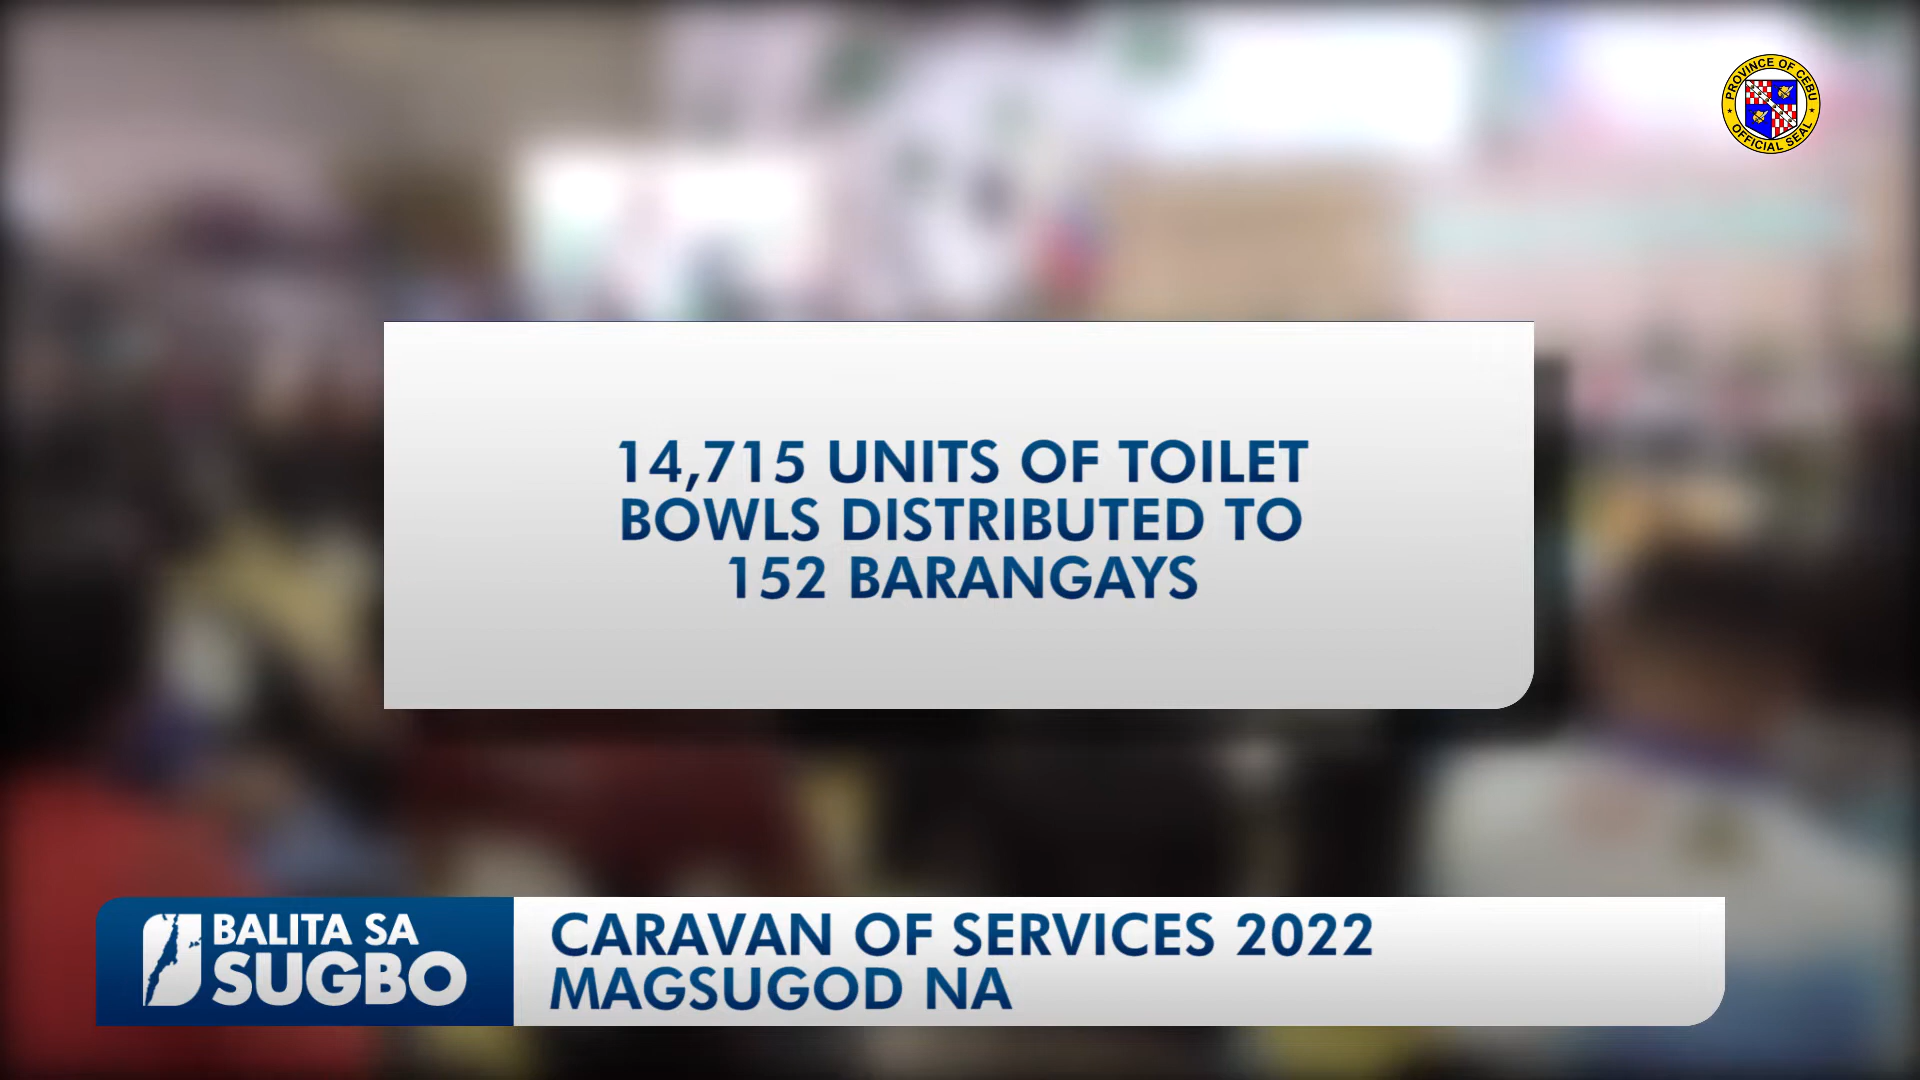 PROVINCE OF CEBU
OFFICIAL SEAL
14,715 UNITS OF TOILET
BOWLS DISTRIBUTED TO
152 BARANGAYS
BALITA SA
SUGBO
CARAVAN OF SERVICES 2022
MAGSUGOD NA